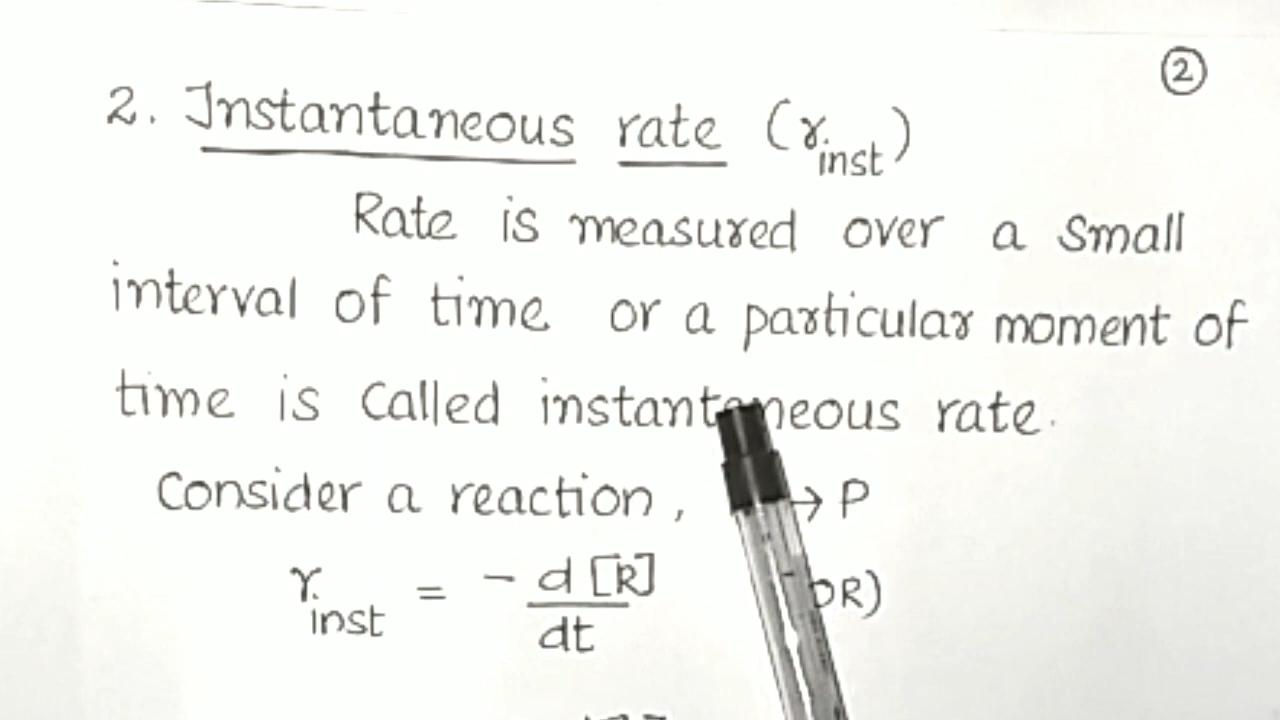 ②
2. Instantaneous rate (r inst)
Rate is measured over a small
interval of time or a particular moment of
time is called instantaneous rate.
Consider a reaction, → P
r inst = - d [R] / dt